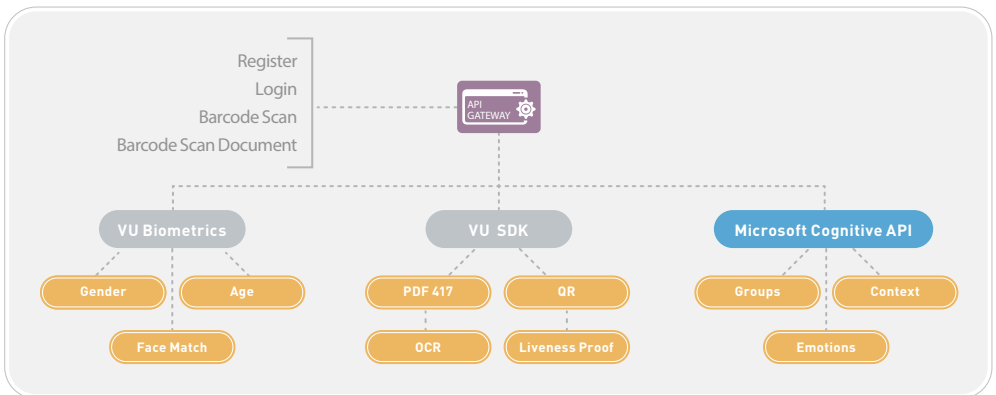 Register
Login
Barcode Scan
Barcode Scan Document
API
GATEWAY
VU Biometrics
VU SDK
Microsoft Cognitive API
Gender
Age
PDF 417
QR
Groups
Context
Face Match
OCR
Liveness Proof
Emotions